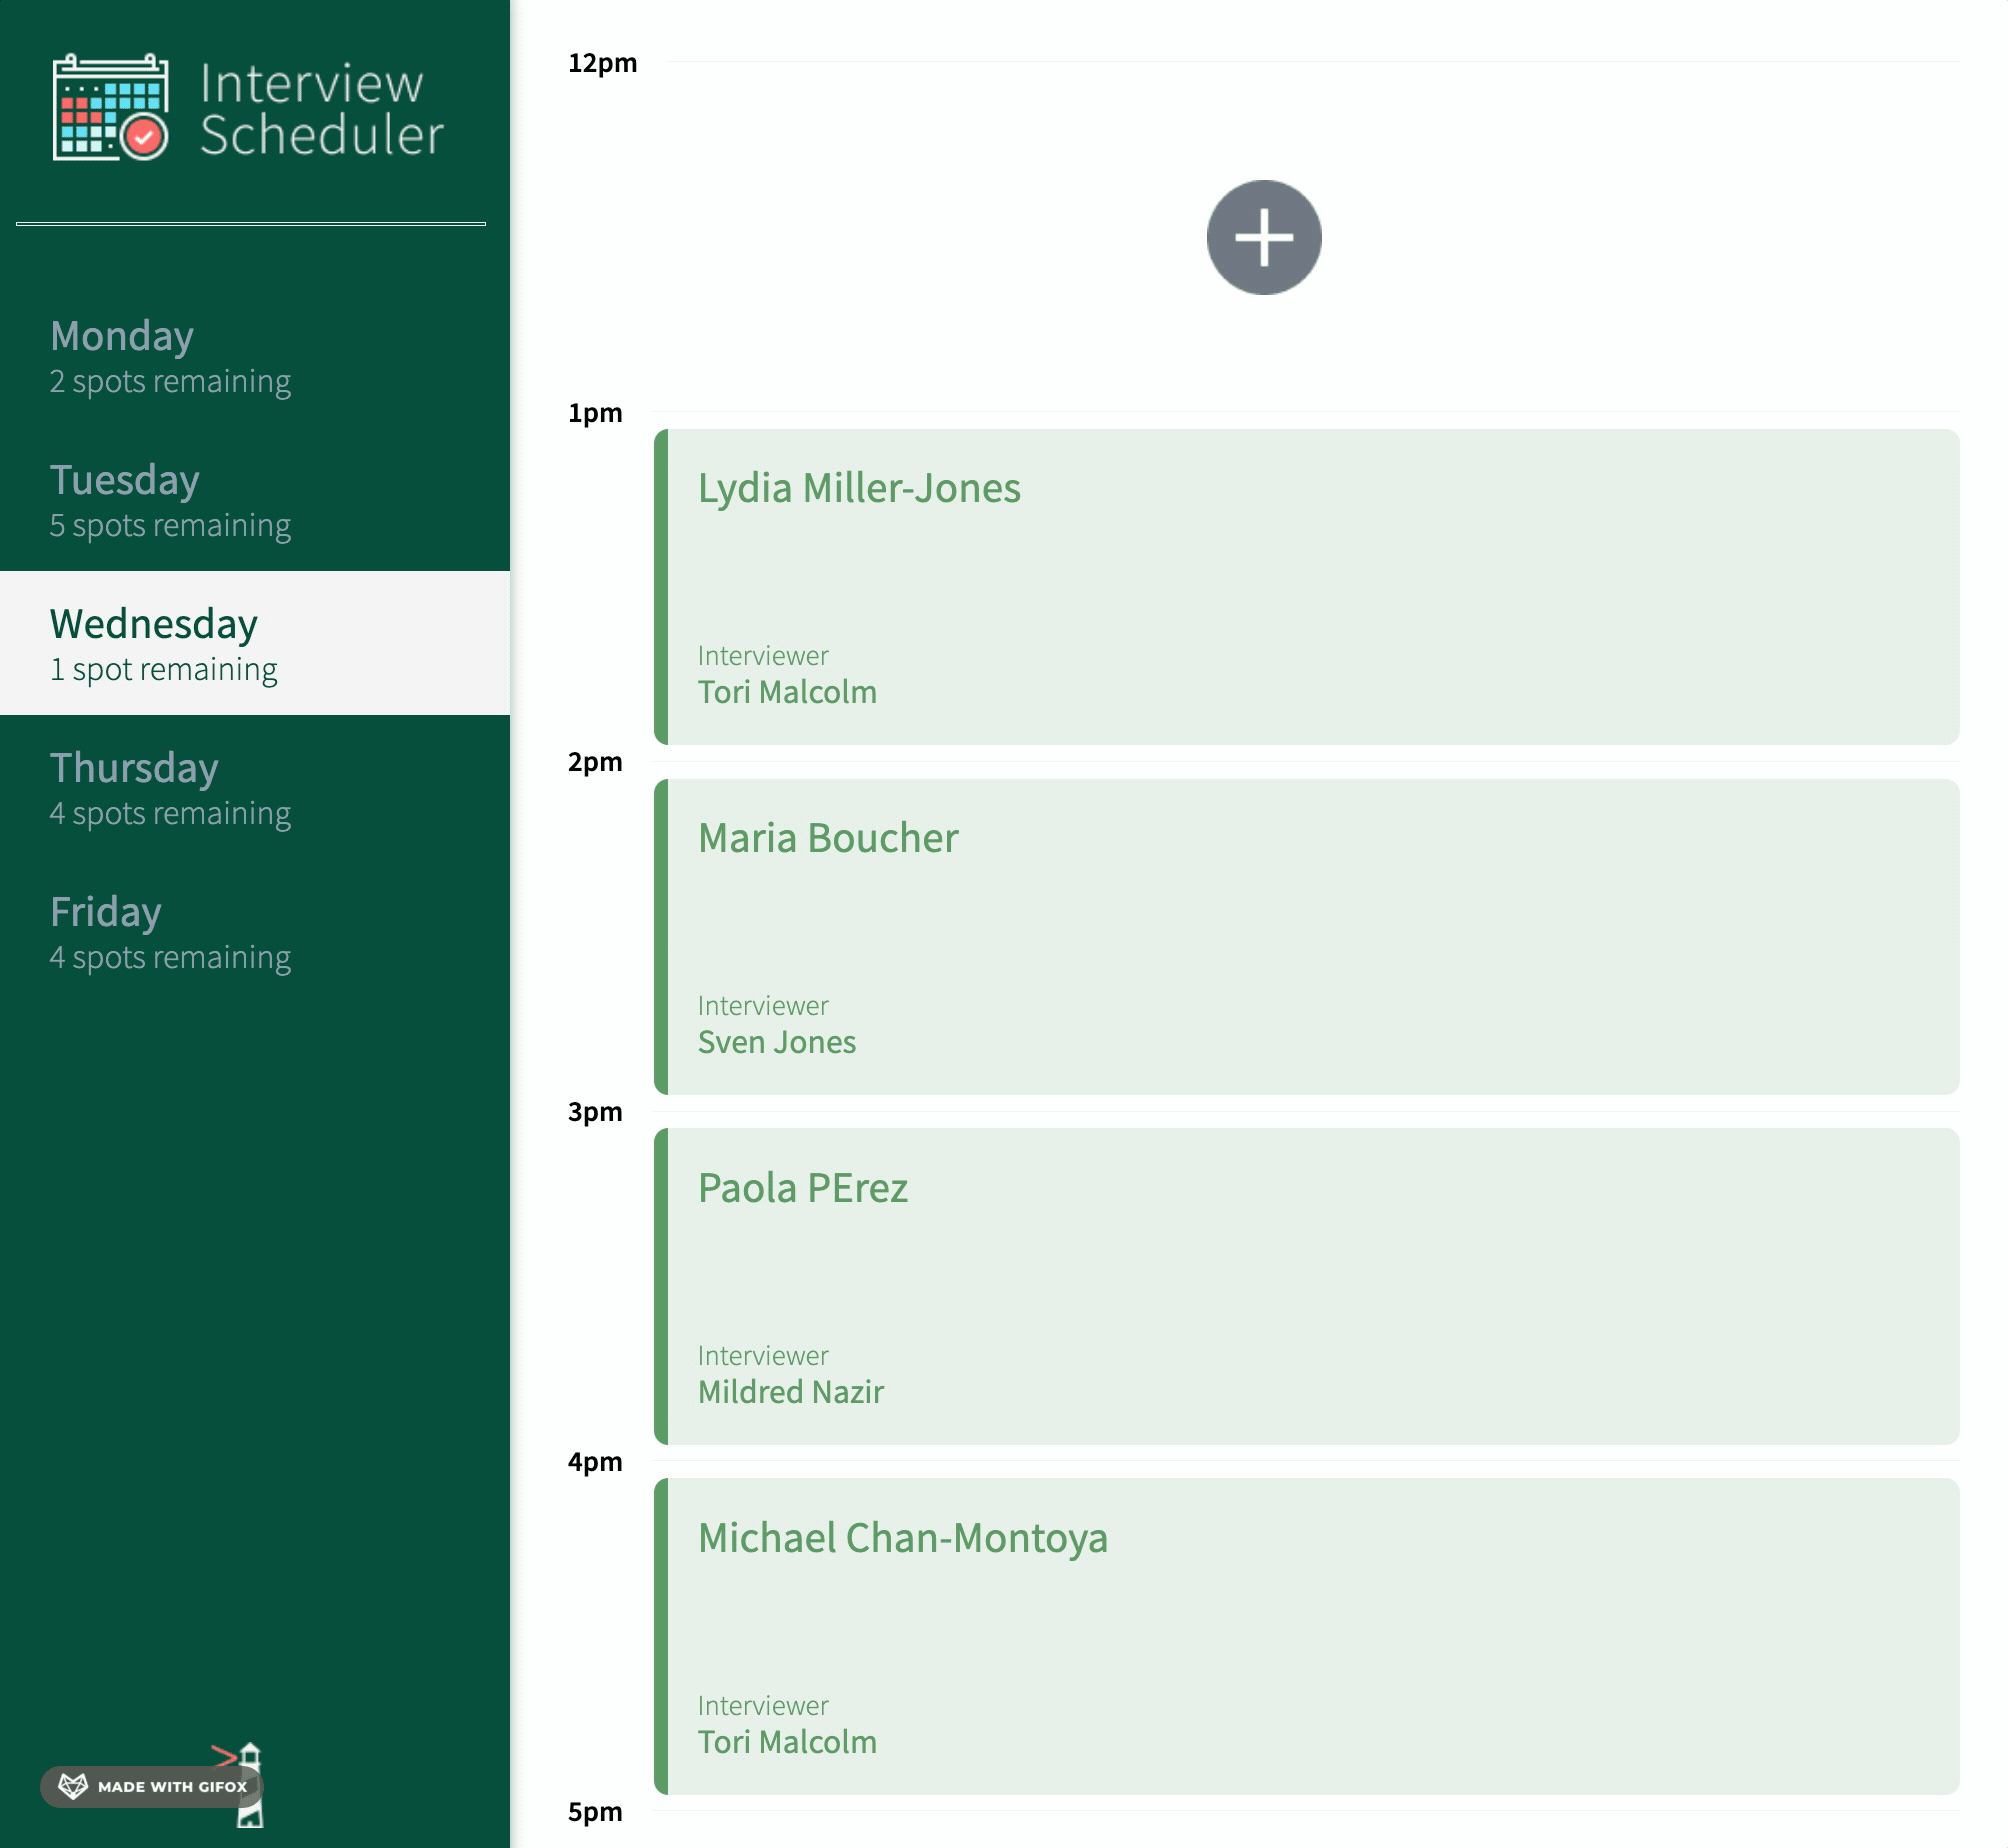 Interview
Scheduler
Monday
2 spots remaining
Tuesday
5 spots remaining
Wednesday
1 spot remaining
Thursday
4 spots remaining
Friday
4 spots remaining
MADE WITH GIFOX
12pm
1pm
Lydia Miller-Jones
Interviewer
Tori Malcolm
2pm
Maria Boucher
Interviewer
Sven Jones
3pm
Paola PErez
Interviewer
Mildred Nazir
4pm
Michael Chan-Montoya
Interviewer
Tori Malcolm
5pm